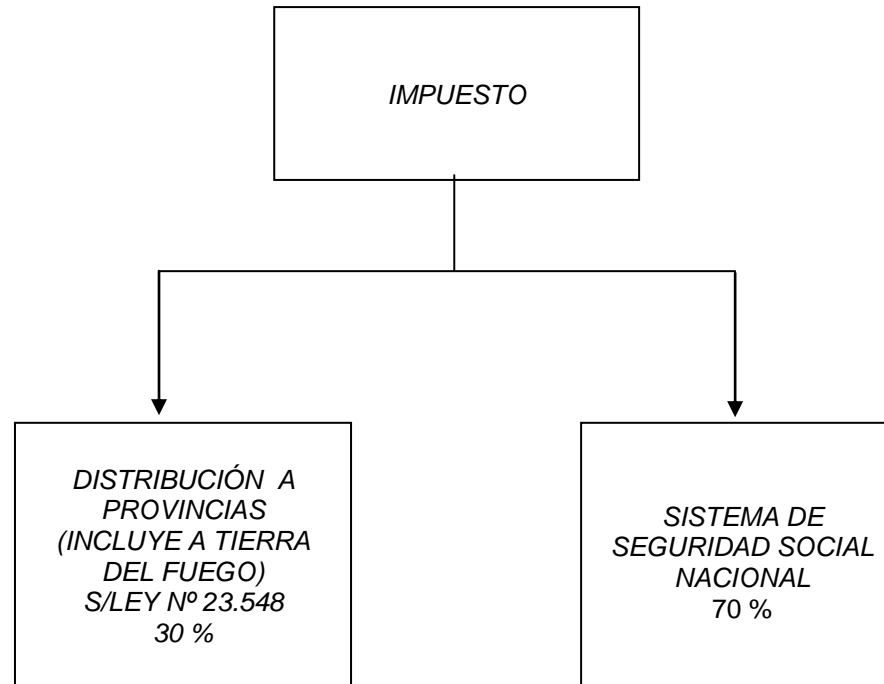 IMPUESTO
DISTRIBUCIÓN A
PROVINCIAS
(INCLUYE A TIERRA
DEL FUEGO)
S/LEY Nº 23.548
30 %
SISTEMA DE
SEGURIDAD SOCIAL
NACIONAL
70 %